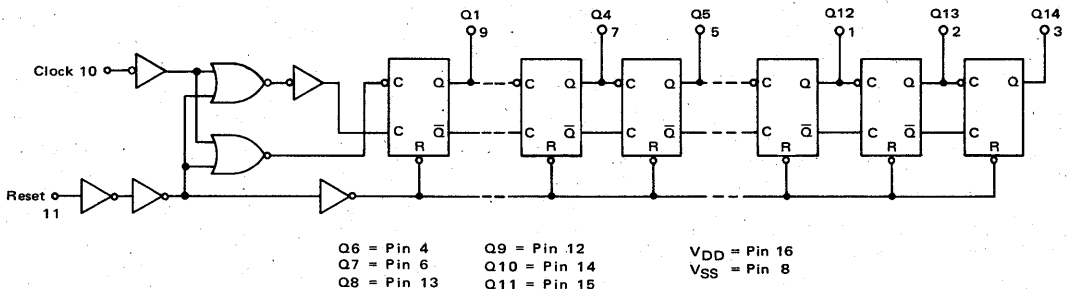 Q1
9
Q4
7
Q5
5
Q12
1
Q13
2
Q14
3
Clock 10
C Q
C Q̅
R
C Q
C Q̅
R
C Q
C Q̅
R
C Q
C Q̅
R
C Q
C Q̅
R
C Q
C
R
Reset
11
Q6 = Pin 4
Q7 = Pin 6
Q8 = Pin 13
Q9 = Pin 12
Q10 = Pin 14
Q11 = Pin 15
VDD = Pin 16
VSS = Pin 8